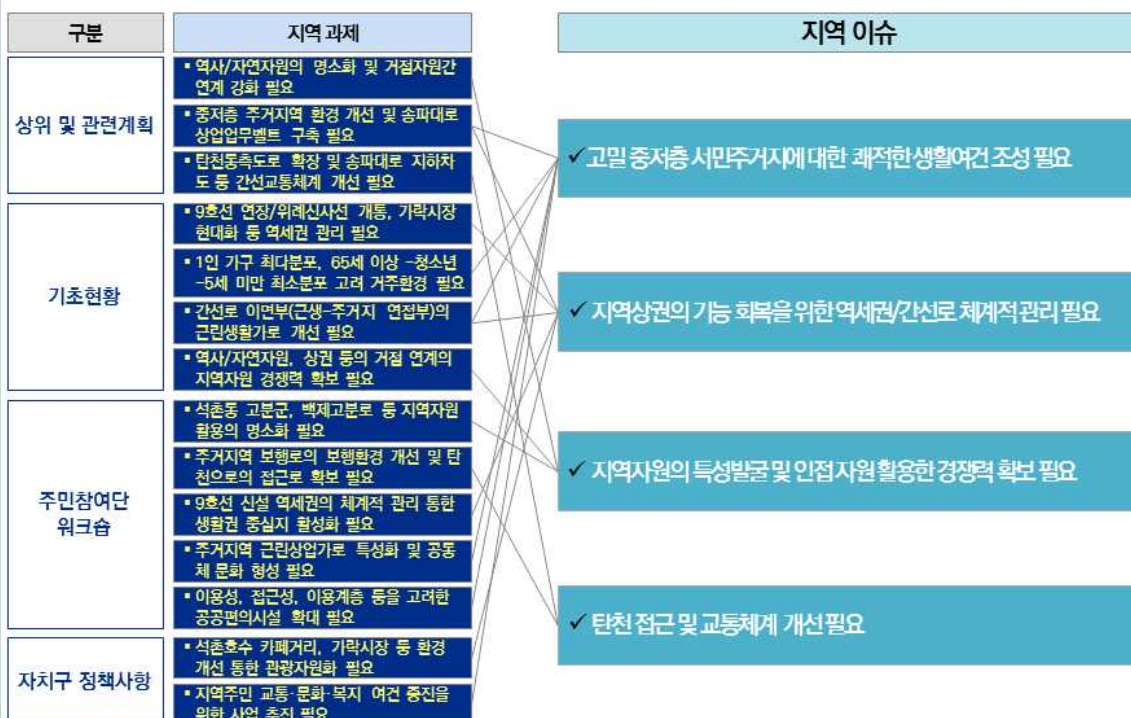 구분
지역 과제
지역 이슈
상위 및 관련계획
▪ 역사/자연자원의 명소화 및 거점자원간
연계 강화 필요
▪ 중저층 주거지역 환경 개선 및 송파대로
상업업무벨트 구축 필요
▪ 탄천동측도로 확장 및 송파대로 지하차
도 등 간선교통체계 개선 필요
기초현황
▪ 9호선 연장/위례신사선 개통, 가락시장
현대화 등 역세권 관리 필요
▪ 1인 가구 최다분포, 65세 이상 -청소년
-5세 미만 최소분포 고려 거주환경 필요
▪ 간선로 이면부(근생-주거지 연접부)의
근린생활가로 개선 필요
▪ 역사/자연자원, 상권 등의 거점 연계의
지역자원 경쟁력 확보 필요
주민참여단
워크숍
▪ 석촌동 고분군, 백제고분로 등 지역자원
활용의 명소화 필요
▪ 주거지역 보행로의 보행환경 개선 및 탄
천으로의 접근로 확보 필요
▪ 9호선 신설 역세권의 체계적 관리 통한
생활권 중심지 활성화 필요
▪ 주거지역 근린상업가로 특성화 및 공동
체 문화 형성 필요
▪ 이용성, 접근성, 이용계층 등을 고려한
공공편의시설 확대 필요
자치구 정책사항
▪ 석촌호수 카페거리, 가락시장 등 환경
개선 통한 관광자원화 필요
▪ 지역주민 교통·문화·복지 여건 증진을
위한 사업 추진 필요
✓ 고밀 중저층 서민주거지에 대한 쾌적한 생활여건 조성 필요
✓ 지역상권의 기능 회복을 위한 역세권/간선로 체계적 관리 필요
✓ 지역자원의 특성발굴 및 인접 자원 활용한 경쟁력 확보 필요
✓ 탄천 접근 및 교통체계 개선 필요